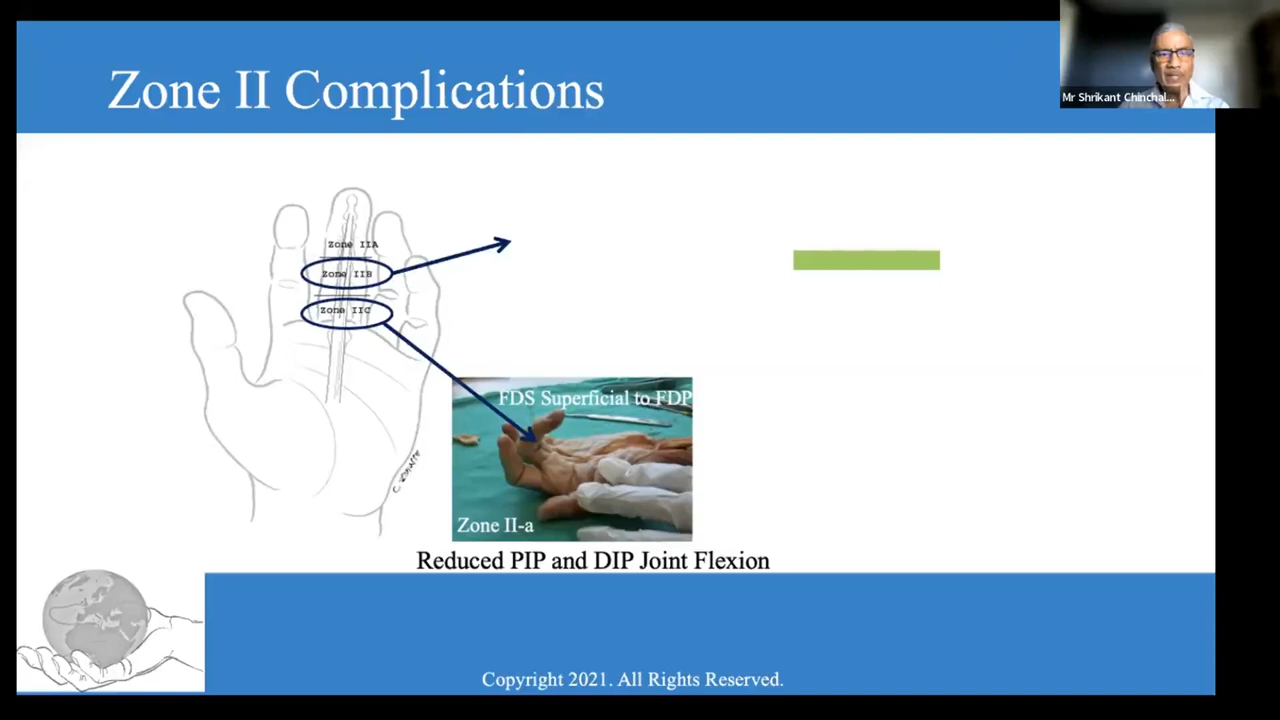 Zone II Complications
Mr Shrikant Chinchal...
Zone IIA
Zone IIB
Zone IIC
FDS Superficial to FDP
Zone II-a
Reduced PIP and DIP Joint Flexion
Copyright 2021. All Rights Reserved.